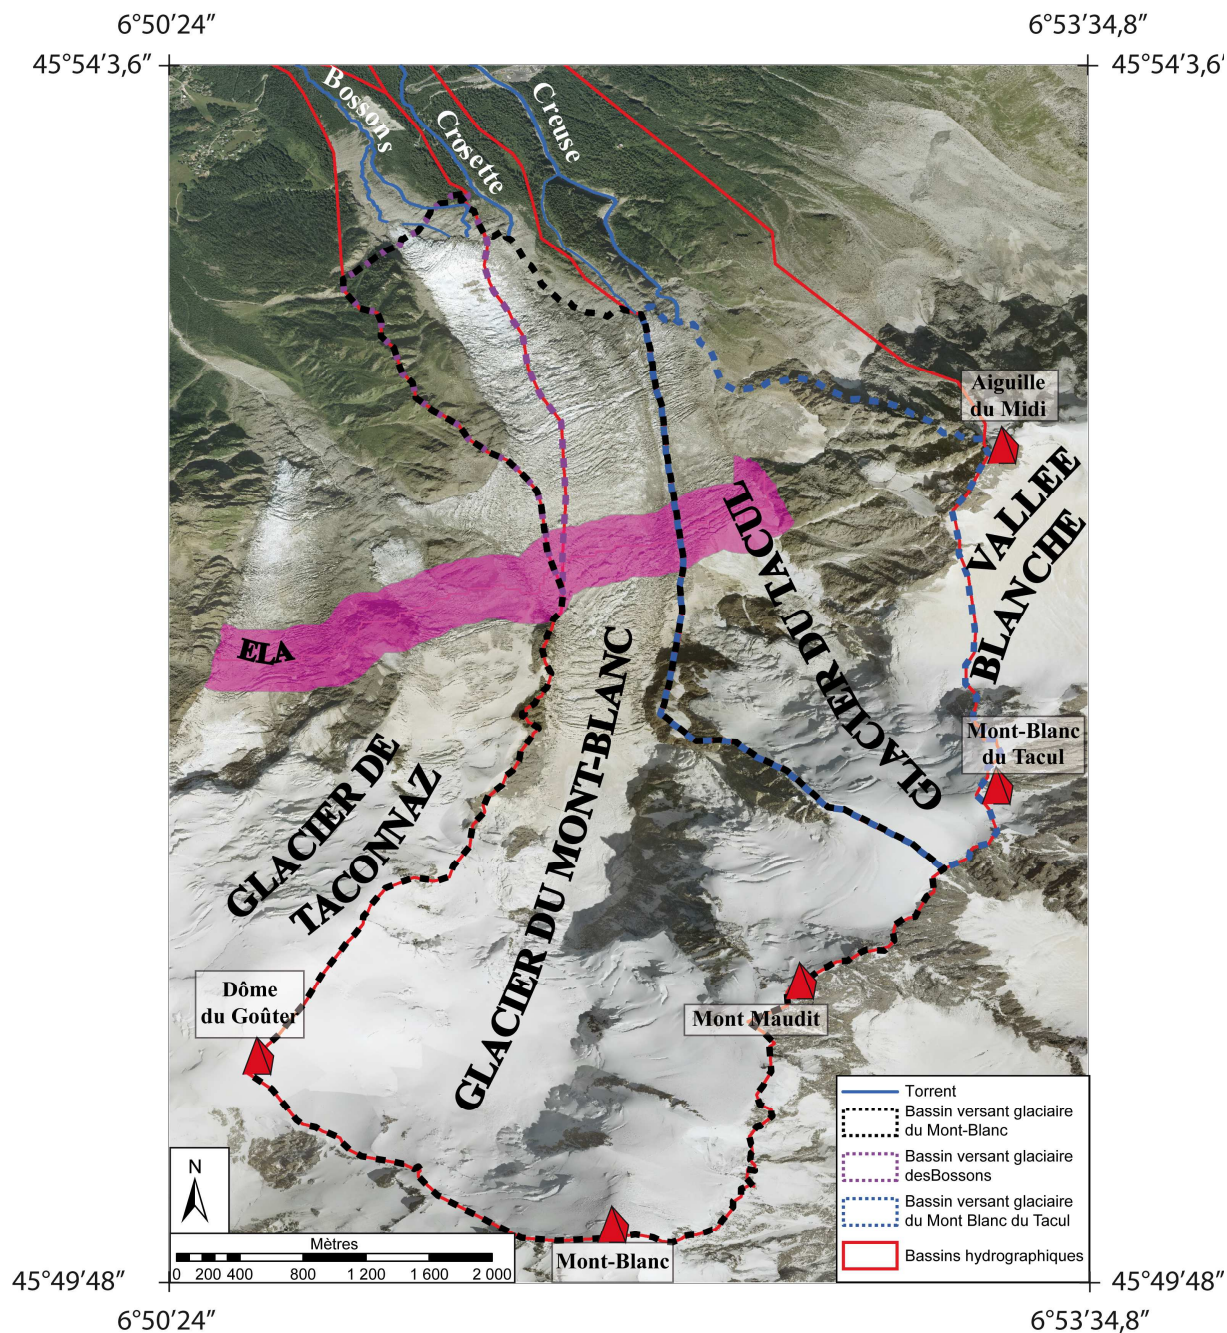 6°50’24”
6°53’34,8”
45°54’3,6”
45°54’3,6”
Bossons
Crosette
Creuse
Aiguille
du Midi
VALLEE
BLANCHE
ELA
GLACIER DU TACUL
Mont-Blanc
du Tacul
GLACIER DE
TACONNAZ
GLACIER DU MONT-BLANC
Dôme
du Goûter
Mont Maudit
Mont-Blanc
N
Mètres
0 200 400 800 1 200 1 600 2 000
Torrent
Bassin versant glaciaire
du Mont-Blanc
Bassin versant glaciaire
desBossons
Bassin versant glaciaire
du Mont Blanc du Tacul
Bassins hydrographiques
45°49’48”
45°49’48”
6°50’24”
6°53’34,8”